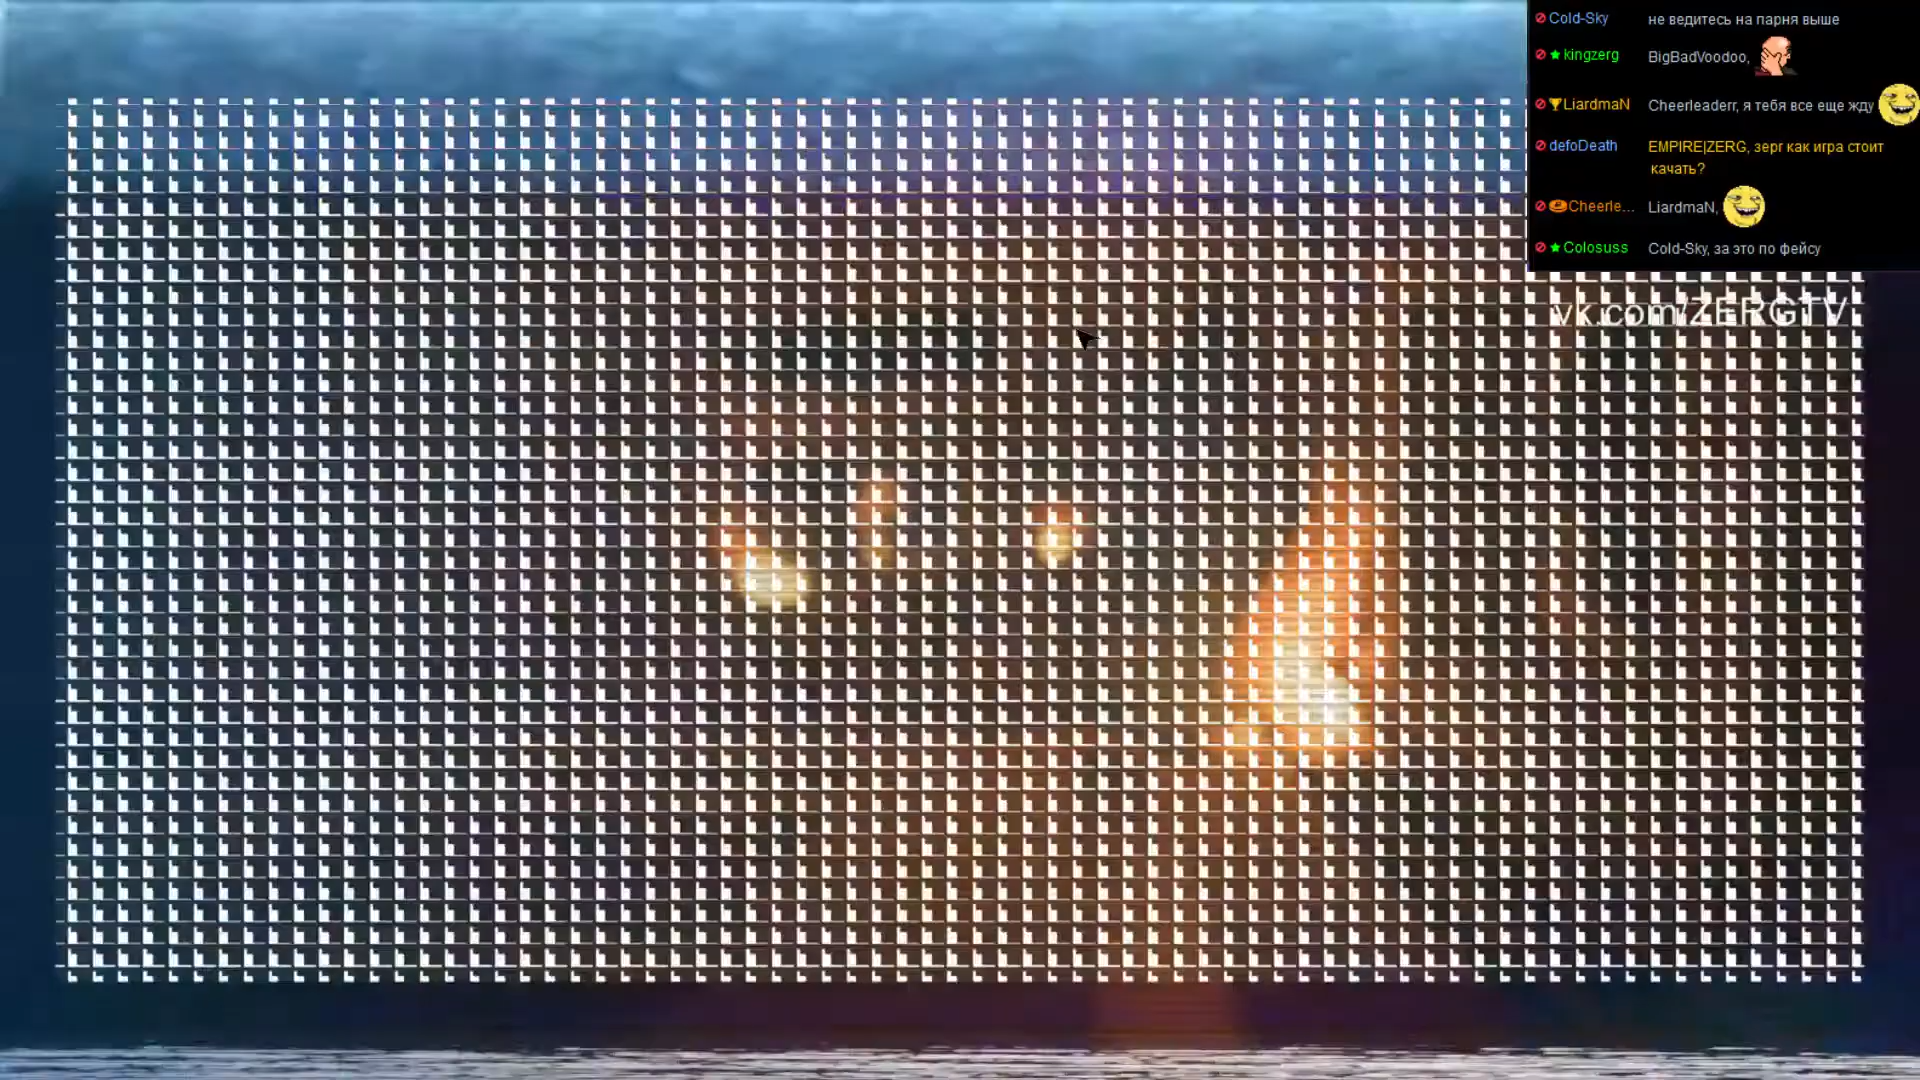 Cold-Sky не ведитесь на парня выше
kingzerg BigBadVoodoo,
LiardmaN Cheerleaderr, я тебя все еще жду
defoDeath EMPIRE|ZERG, зерг как игра стоит
качать?
Cheerle... LiardmaN,
Colosuss Cold-Sky, за это по фейсу
vk.com/ZERGTV